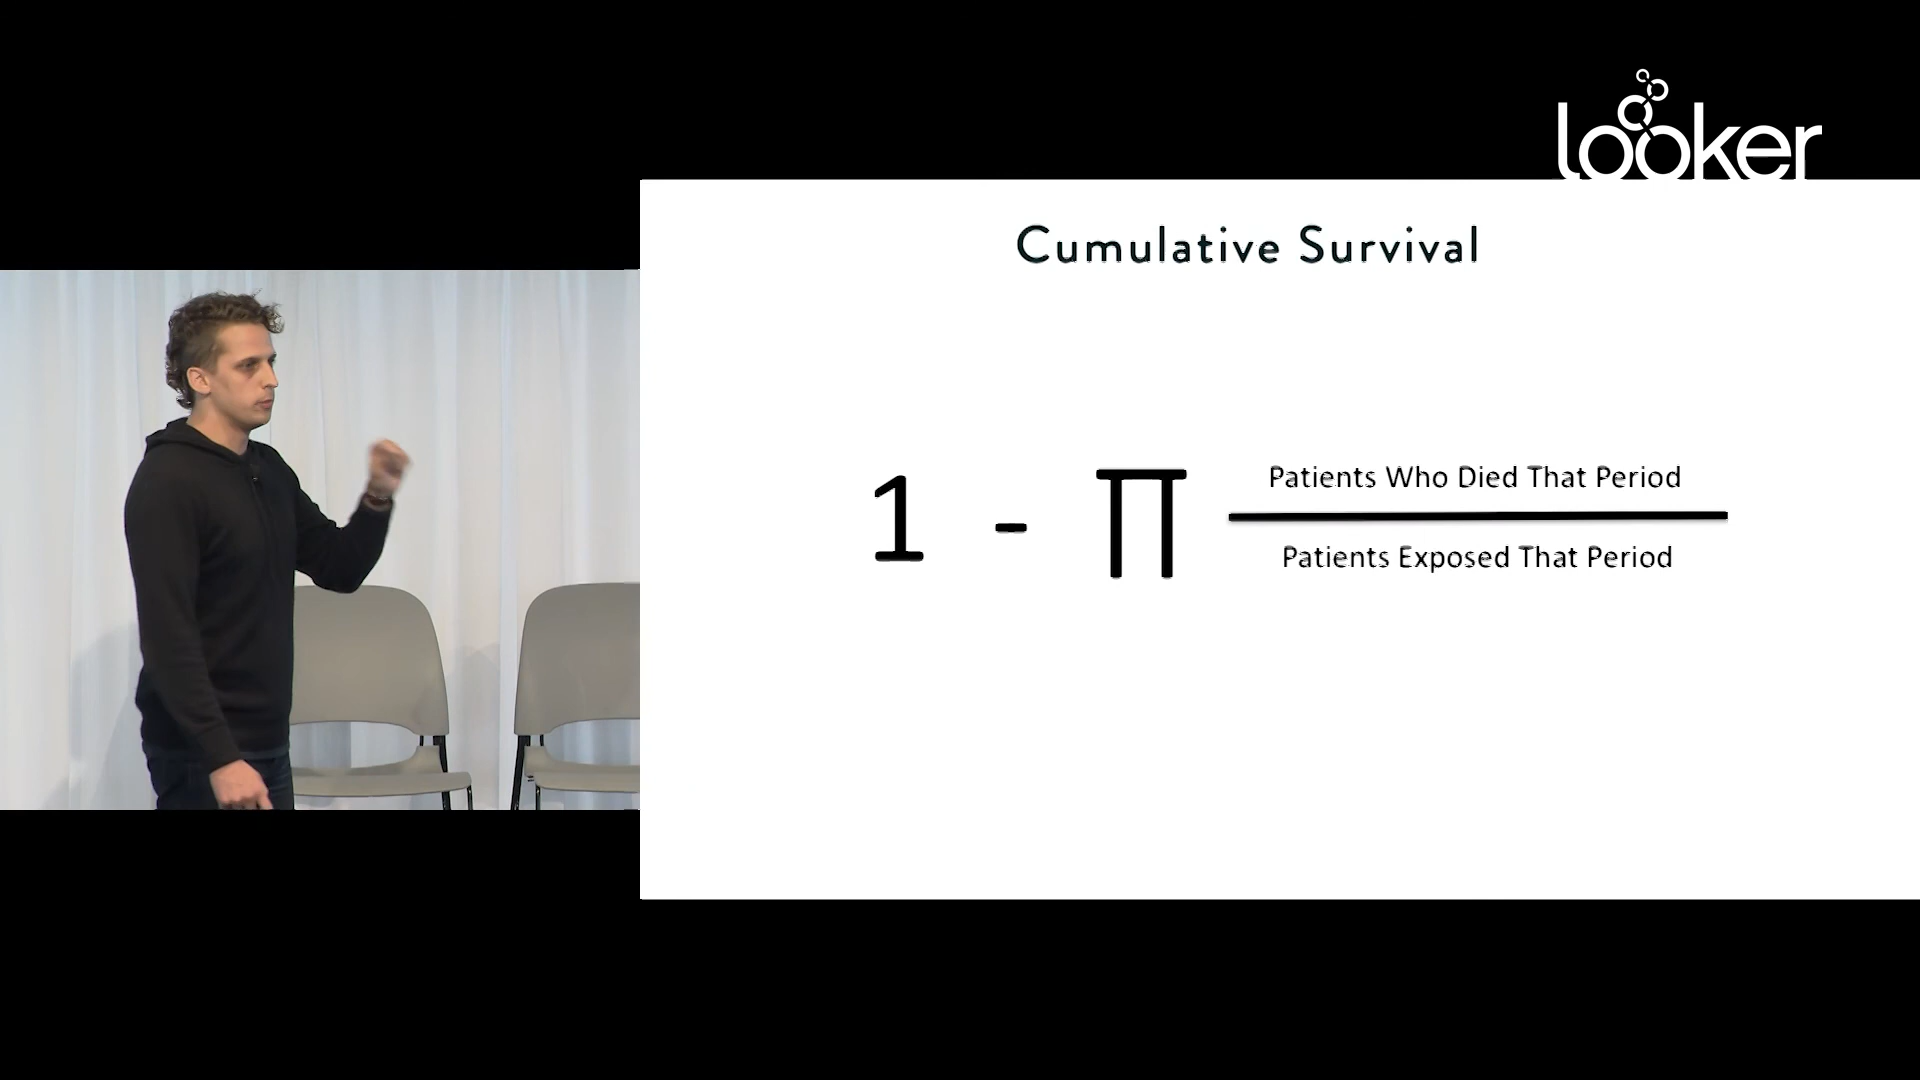 looker
Cumulative Survival
1 - ∏
Patients Who Died That Period
Patients Exposed That Period